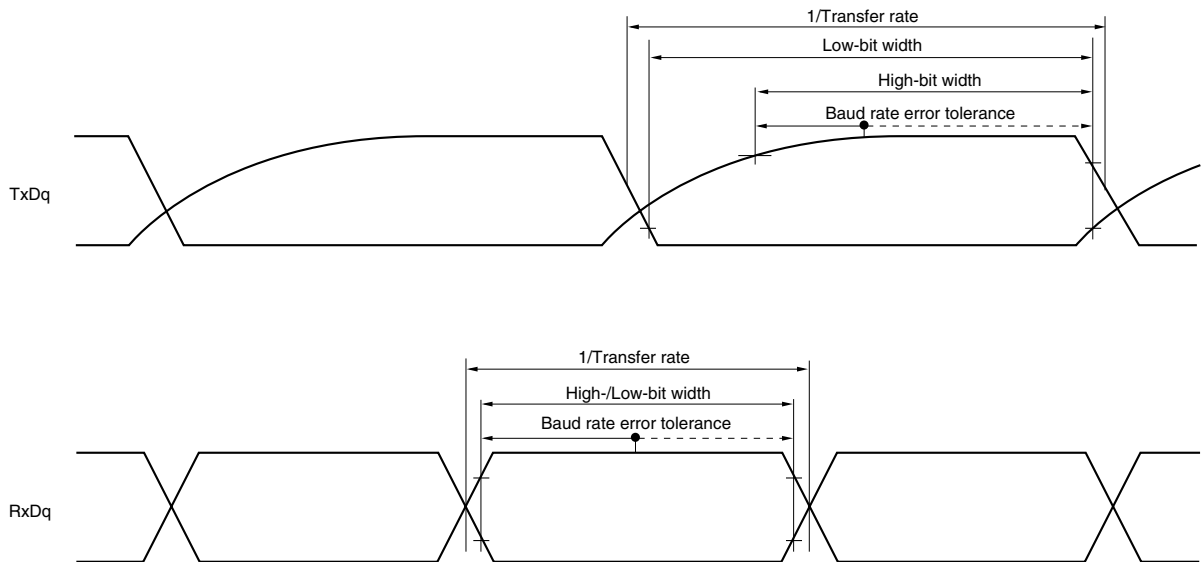 1/Transfer rate
Low-bit width
High-bit width
Baud rate error tolerance
TxDq
1/Transfer rate
High-/Low-bit width
Baud rate error tolerance
RxDq